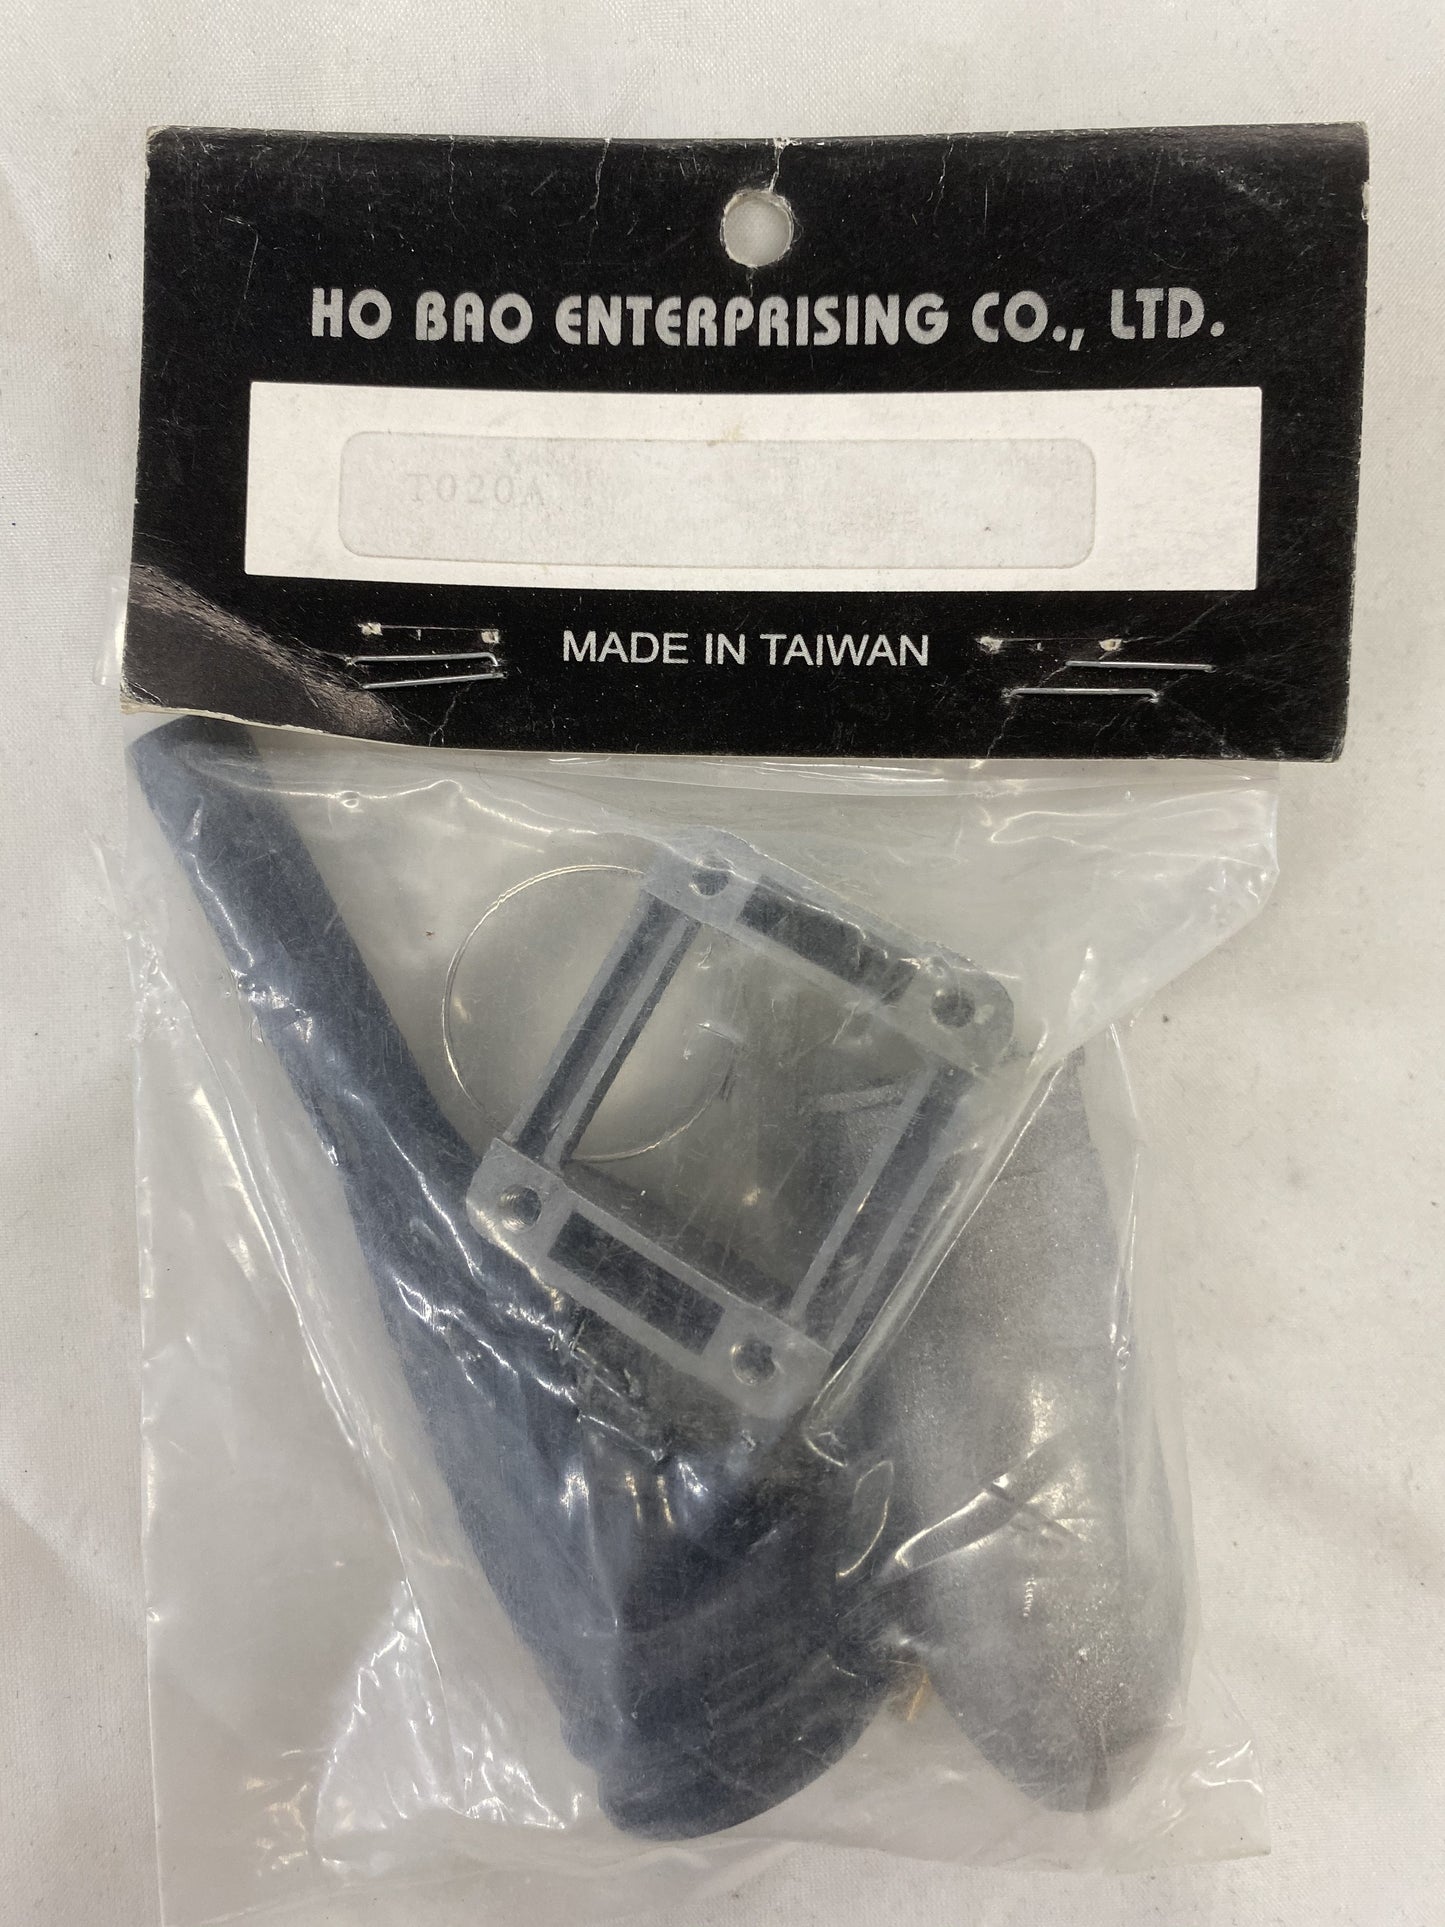 HO BAO ENTERPRISING CO., LTD.
T020A
MADE IN TAIWAN